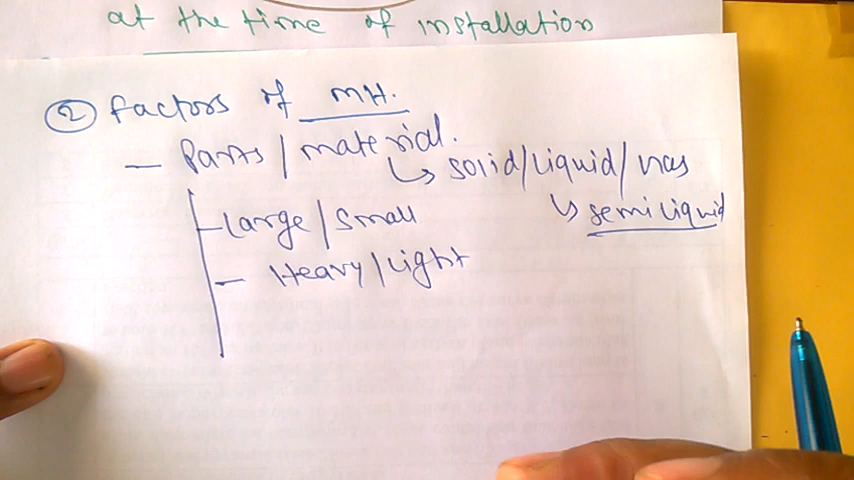 at the time of installation
② Factors of MH.
— Parts / material.
↳ solid/liquid/gas
↳ semi liquid
- Large / Small
- Heavy / Light